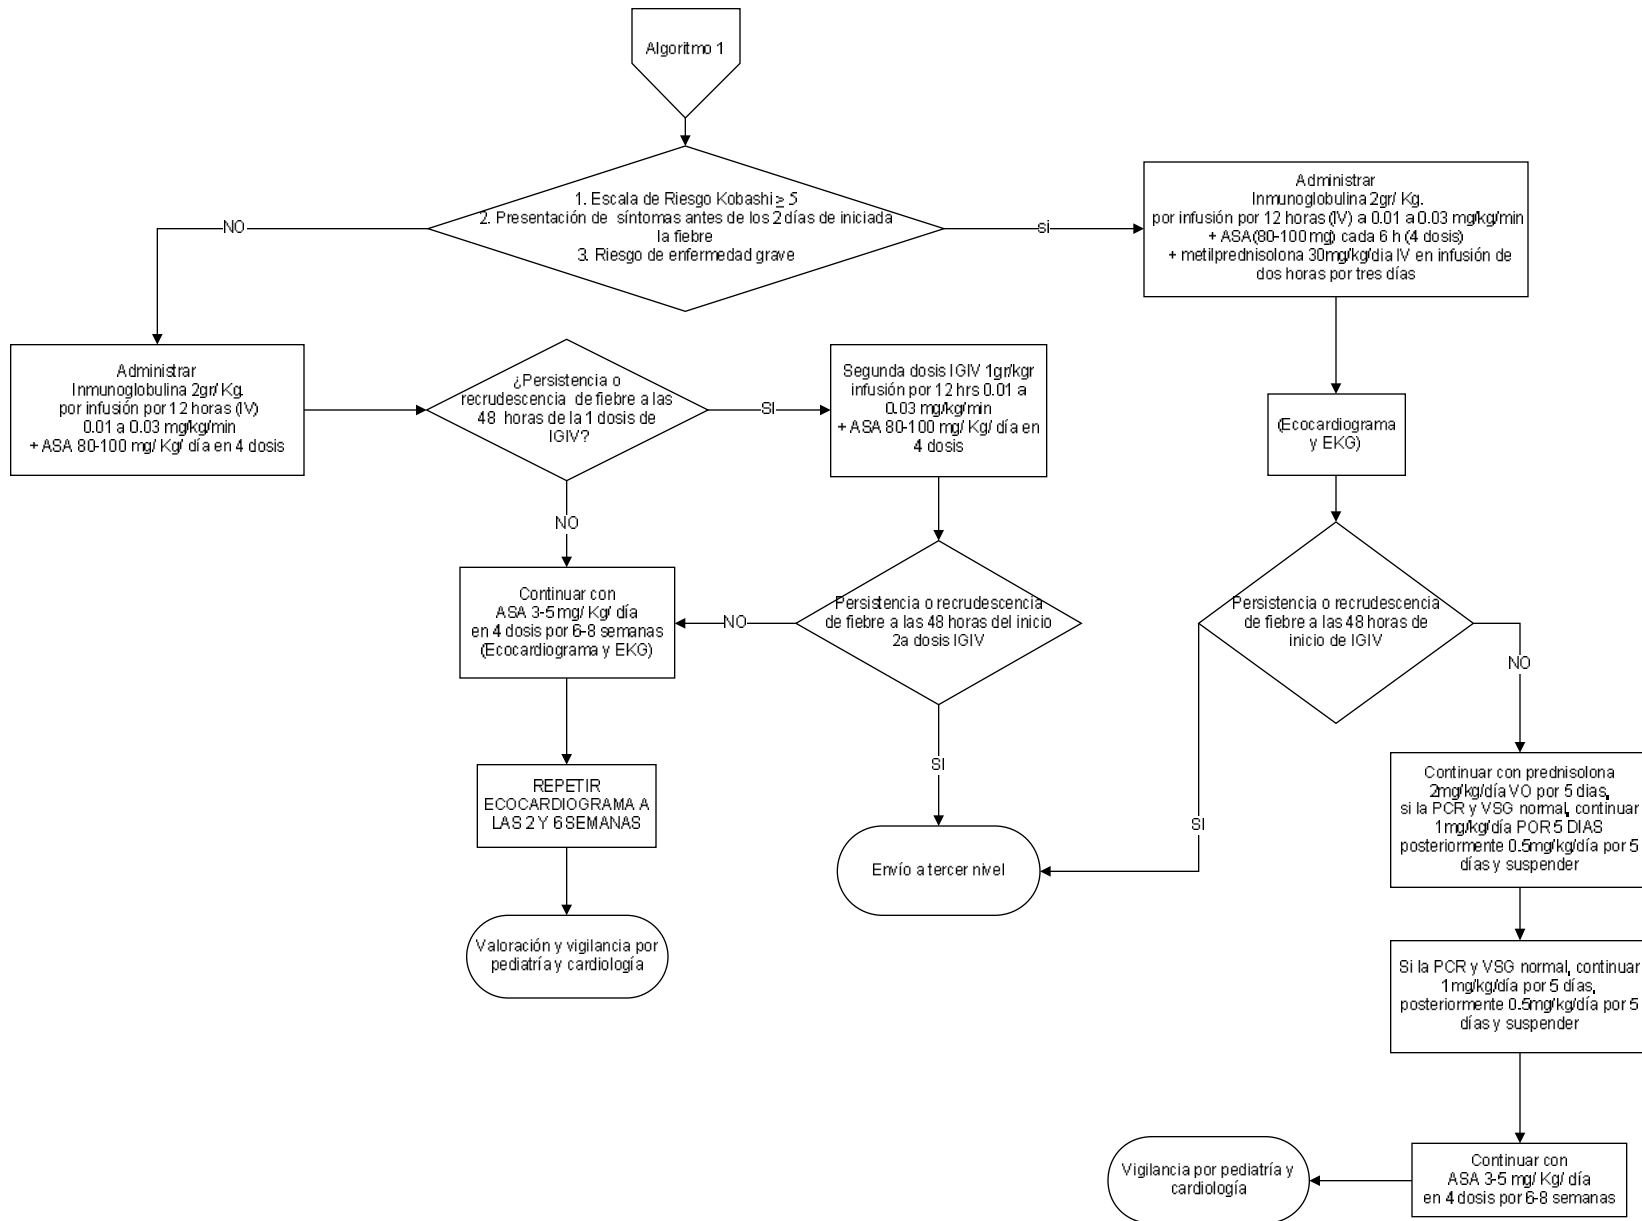 Algoritmo 1
1. Escala de Riesgo Kobashi ≥ 5
2. Presentación de síntomas antes de los 2 días de iniciada
la fiebre
3. Riesgo de enfermedad grave
NO
SÍ
Administrar
Inmunoglobulina 2gr/ Kg.
por infusión por 12 horas (IV) a 0.01 a 0.03 mg/kg/min
+ ASA(80-100 mg) cada 6 h (4 dosis)
+ metilprednisolona 30mg/kg/dia IV en infusión de
dos horas por tres días
Administrar
Inmunoglobulina 2gr/ Kg.
por infusión por 12 horas (IV)
0.01 a 0.03 mg/kg/min
+ ASA 80-100 mg/ Kg/ día en 4 dosis
¿Persistencia o
recrudescencia de fiebre a las
48 horas de la 1 dosis de
IGIV?
SI
Segunda dosis IGIV 1gr/kgr
infusión por 12 hrs 0.01 a
0.03 mg/kg/min
+ ASA 80-100 mg/ Kg/ día en
4 dosis
(Ecocardiograma
y EKG)
NO
Continuar con
ASA 3-5 mg/ Kg/ día
en 4 dosis por 6-8 semanas
(Ecocardiograma y EKG)
NO
Persistencia o recrudescencia
de fiebre a las 48 horas del inicio
2a dosis IGIV
Persistencia o recrudescencia
de fiebre a las 48 horas de
inicio de IGIV
NO
SI
SI
REPETIR
ECOCARDIOGRAMA A
LAS 2 Y 6 SEMANAS
Continuar con prednisolona
2mg/kg/día VO por 5 dias,
si la PCR y VSG normal, continuar
1mg/kg/día POR 5 DIAS
posteriormente 0.5mg/kg/día por 5
días y suspender
Envío a tercer nivel
Valoración y vigilancia por
pediatría y cardiología
Si la PCR y VSG normal, continuar
1mg/kg/día por 5 días,
posteriormente 0.5mg/kg/día por 5
días y suspender
Vigilancia por pediatría y
cardiología
Continuar con
ASA 3-5 mg/ Kg/ día
en 4 dosis por 6-8 semanas